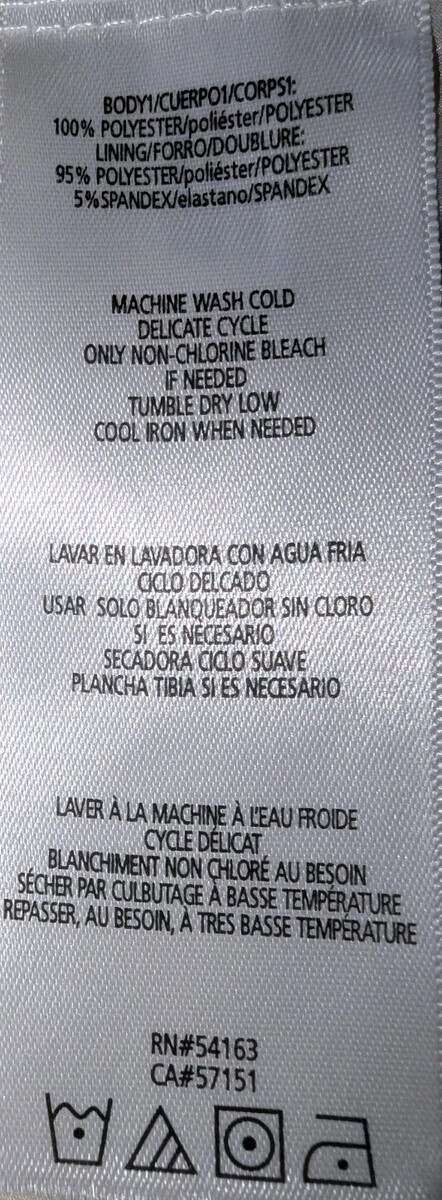 BODY1/CUERPO1/CORPS1:
100% POLYESTER/poliéster/POLYESTER
LINING/FORRO/DOUBLURE:
95% POLYESTER/poliéster/POLYESTER
5%SPANDEX/elastano/SPANDEX
MACHINE WASH COLD
DELICATE CYCLE
ONLY NON-CHLORINE BLEACH
IF NEEDED
TUMBLE DRY LOW
COOL IRON WHEN NEEDED
LAVAR EN LAVADORA CON AGUA FRIA
CICLO DELCADO
USAR SOLO BLANQUEADOR SIN CLORO
SI ES NECESARIO
SECADORA CICLO SUAVE
PLANCHA TIBIA SI ES NECESARIO
LAVER À LA MACHINE À L'EAU FROIDE
CYCLE DÉLICAT
BLANCHIMENT NON CHLORÉ AU BESOIN
SÉCHER PAR CULBUTAGE À BASSE TEMPÉRATURE
REPASSER, AU BESOIN, À TRES BASSE TEMPÉRATURE
RN#54163
CA#57151